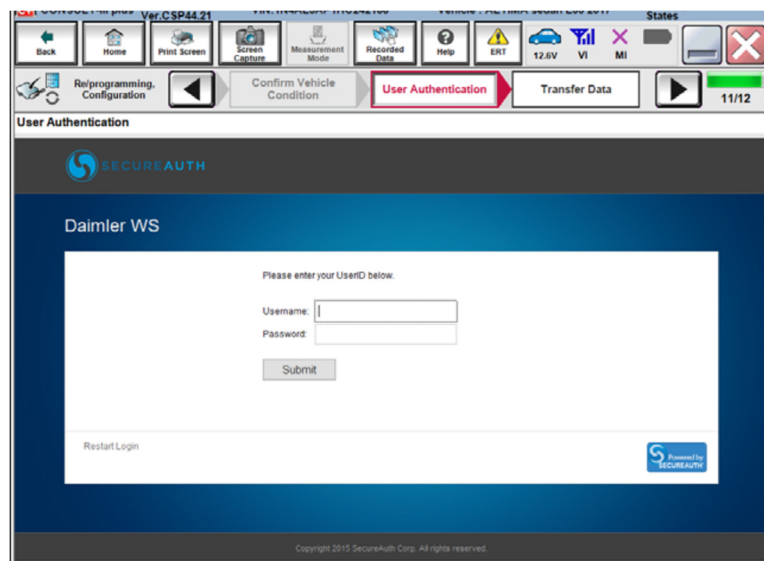 Ver.CSP44.21
States
Back
Home
Print Screen
Screen
Capture
Measurement
Mode
Recorded
Data
Help
ERT
12.6V
VI
MI
Re/programming,
Configuration
Confirm Vehicle
Condition
User Authentication
Transfer Data
11/12
User Authentication
SECUREAUTH
Daimler WS
Please enter your UserID below.
Username:
Password:
Submit
Restart Login
Powered by
SECUREAUTH
Copyright 2015 SecureAuth Corp. All rights reserved.